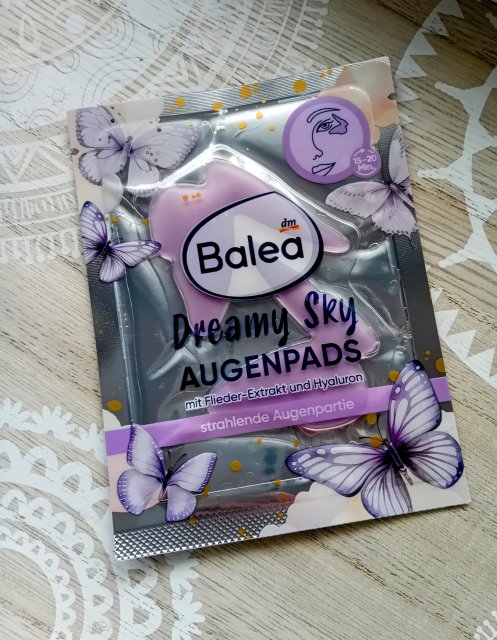 15-20
Min.
dm
Balea
Dreamy Sky
AUGENPADS
mit Flieder-Extrakt und Hyaluron
strahlende Augenpartie